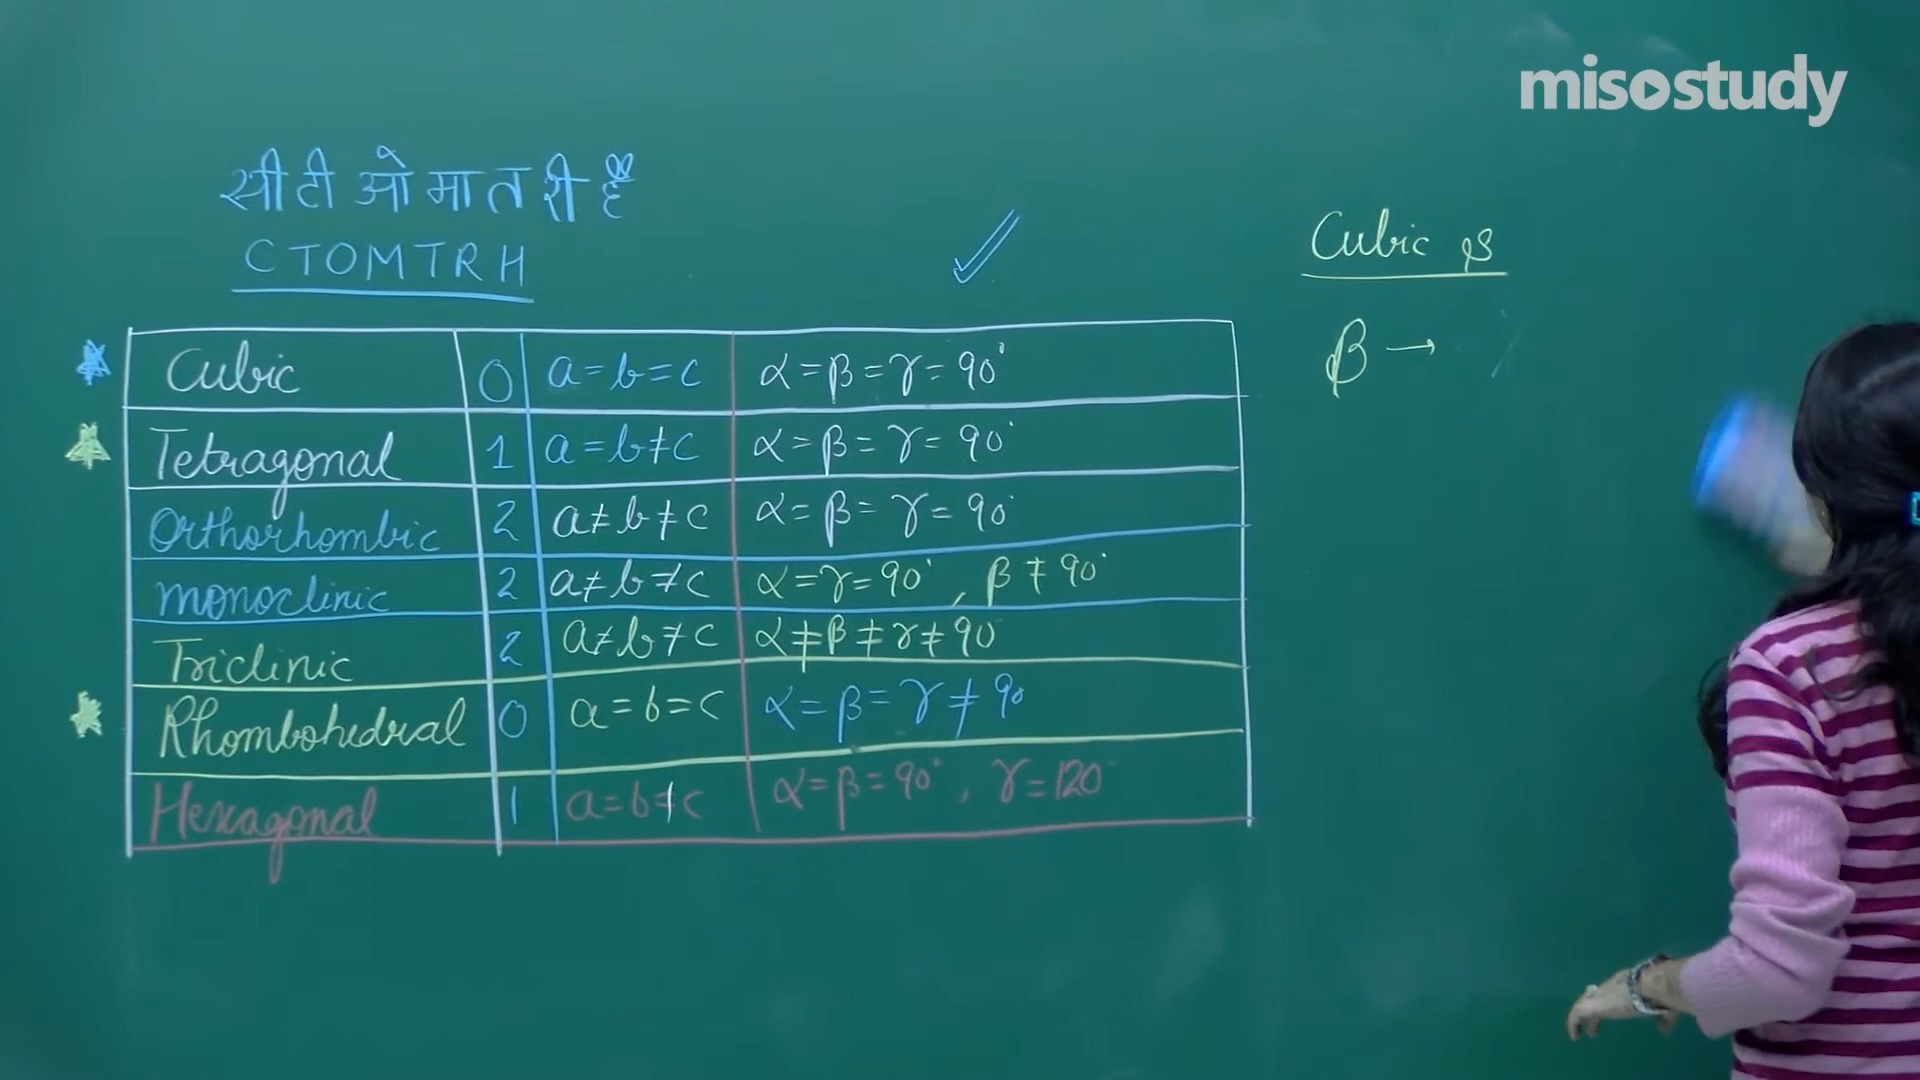 misostudy
सीटी ओ मा त री हैं
CTOMTRH
Cubic 0 a=b=c α=β=γ=90°
Tetragonal 1 a=b≠c α=β=γ=90°
Orthorhombic 2 a≠b≠c α=β=γ=90°
monoclinic 2 a≠b≠c α=γ=90°, β≠90°
Triclinic 2 a≠b≠c α≠β≠γ≠90
Rhombohedral 0 a=b=c α=β=γ≠90
Hexagonal 1 a=b≠c α=β=90°, γ=120
Cubic
β →